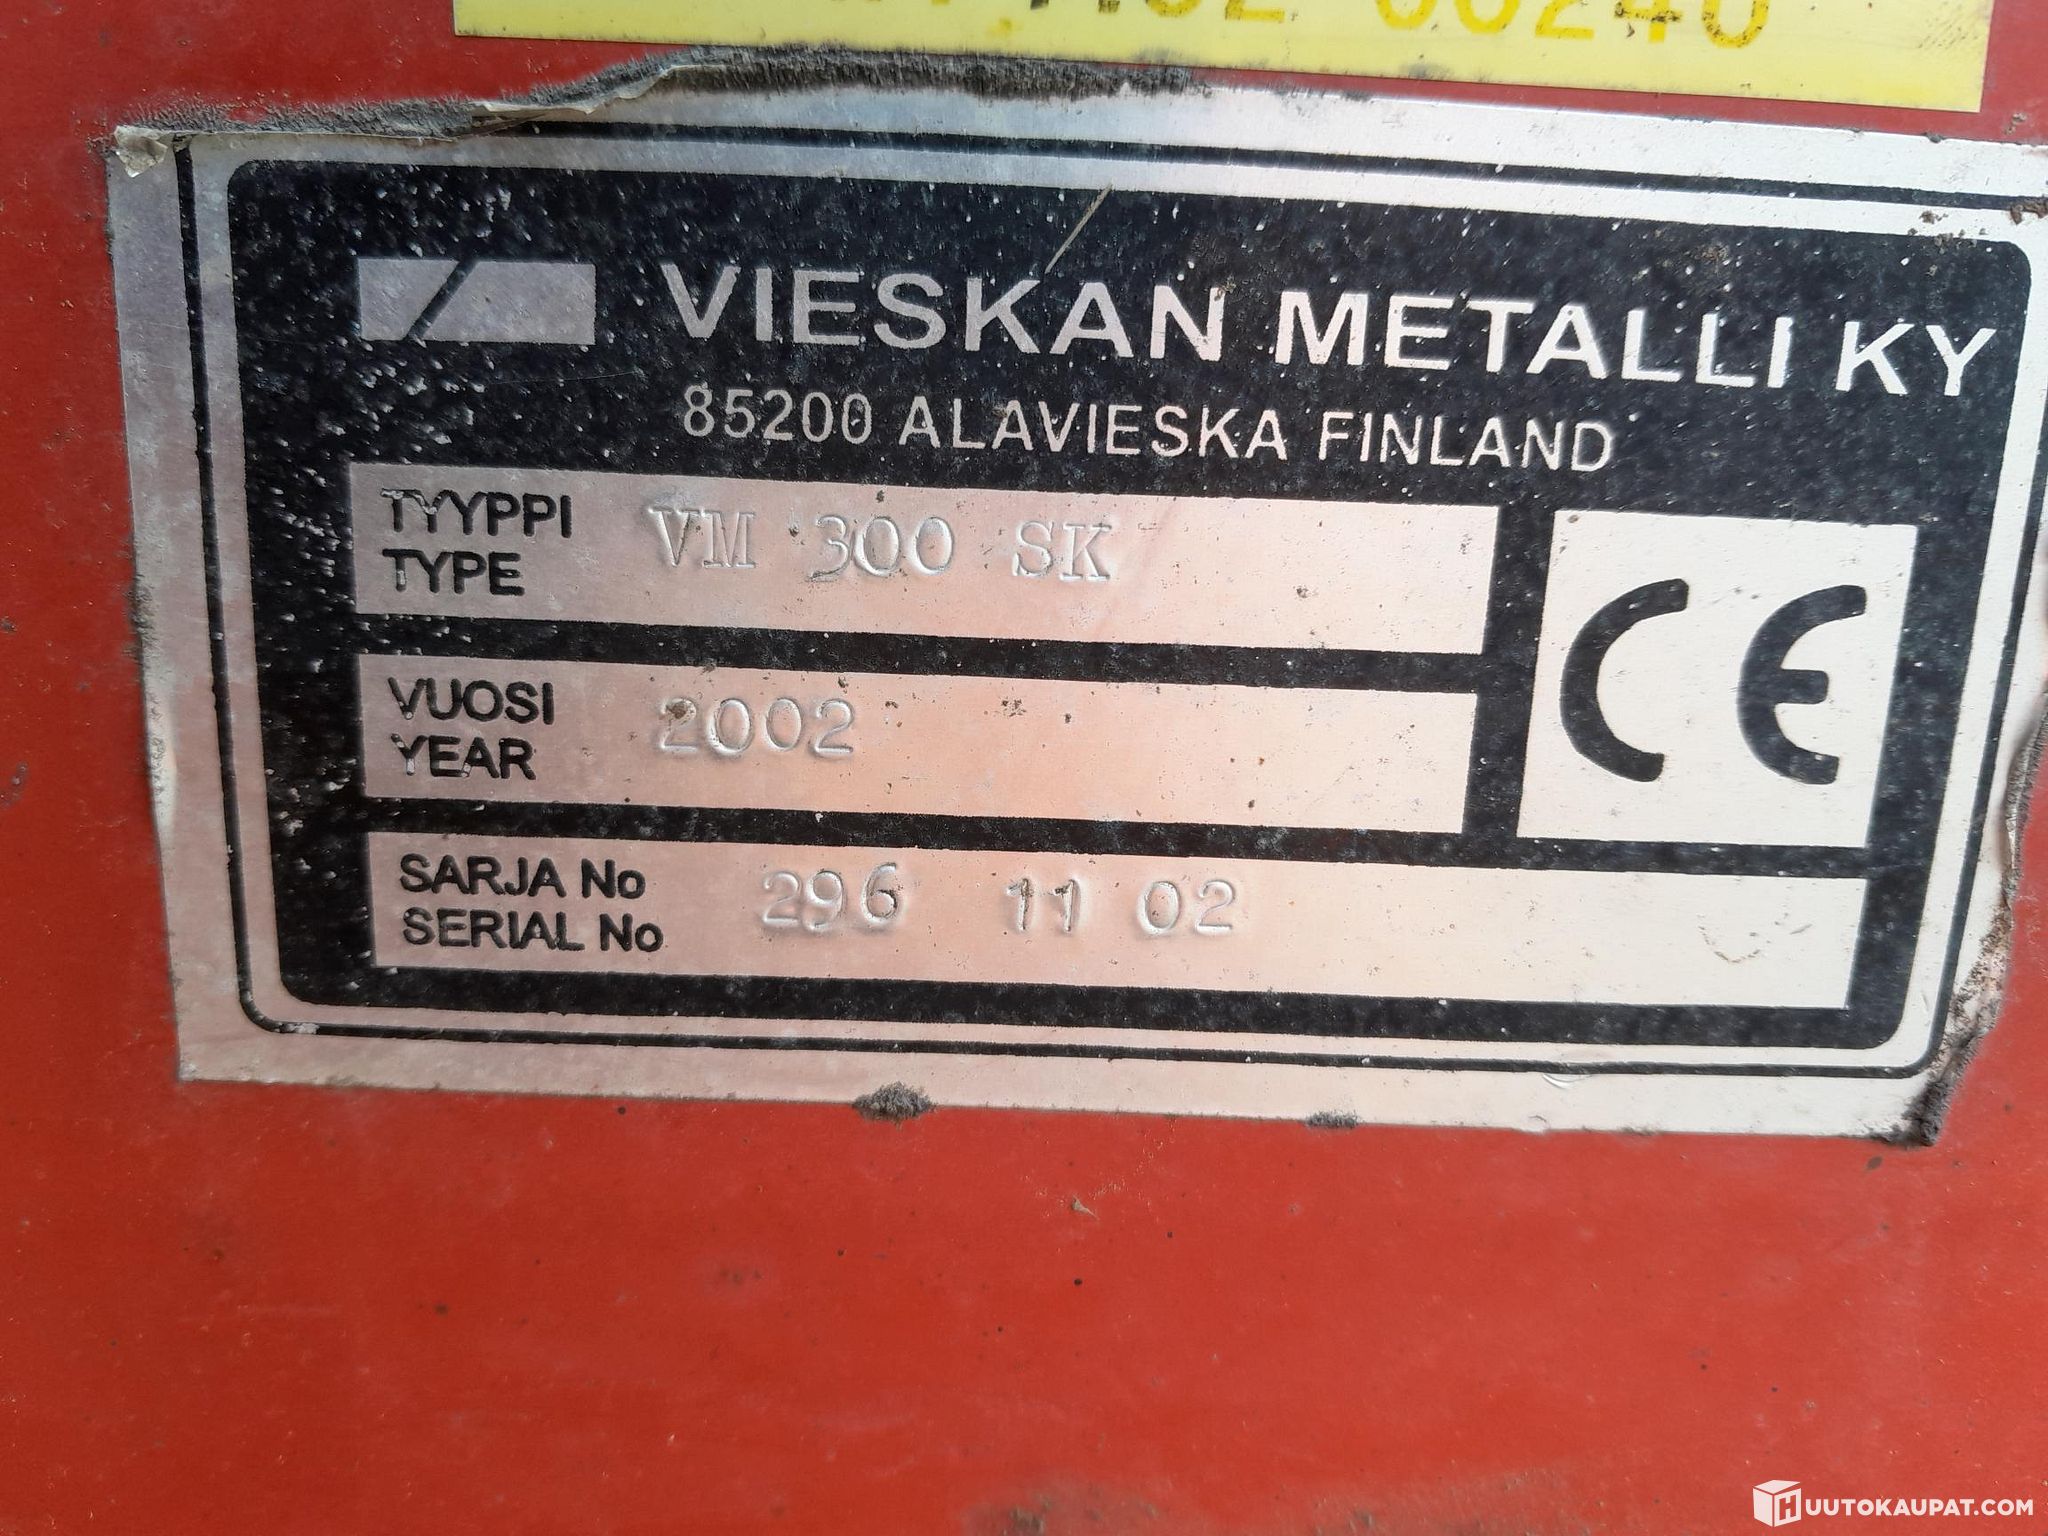 VIESKAN METALLI KY
85200 ALAVIESKA FINLAND
TYYPPI
TYPE
VM 300 SK
VUOSI
YEAR
2002
CE
SARJA No
SERIAL No
296 11 02
HUUTOKAUPAT.COM